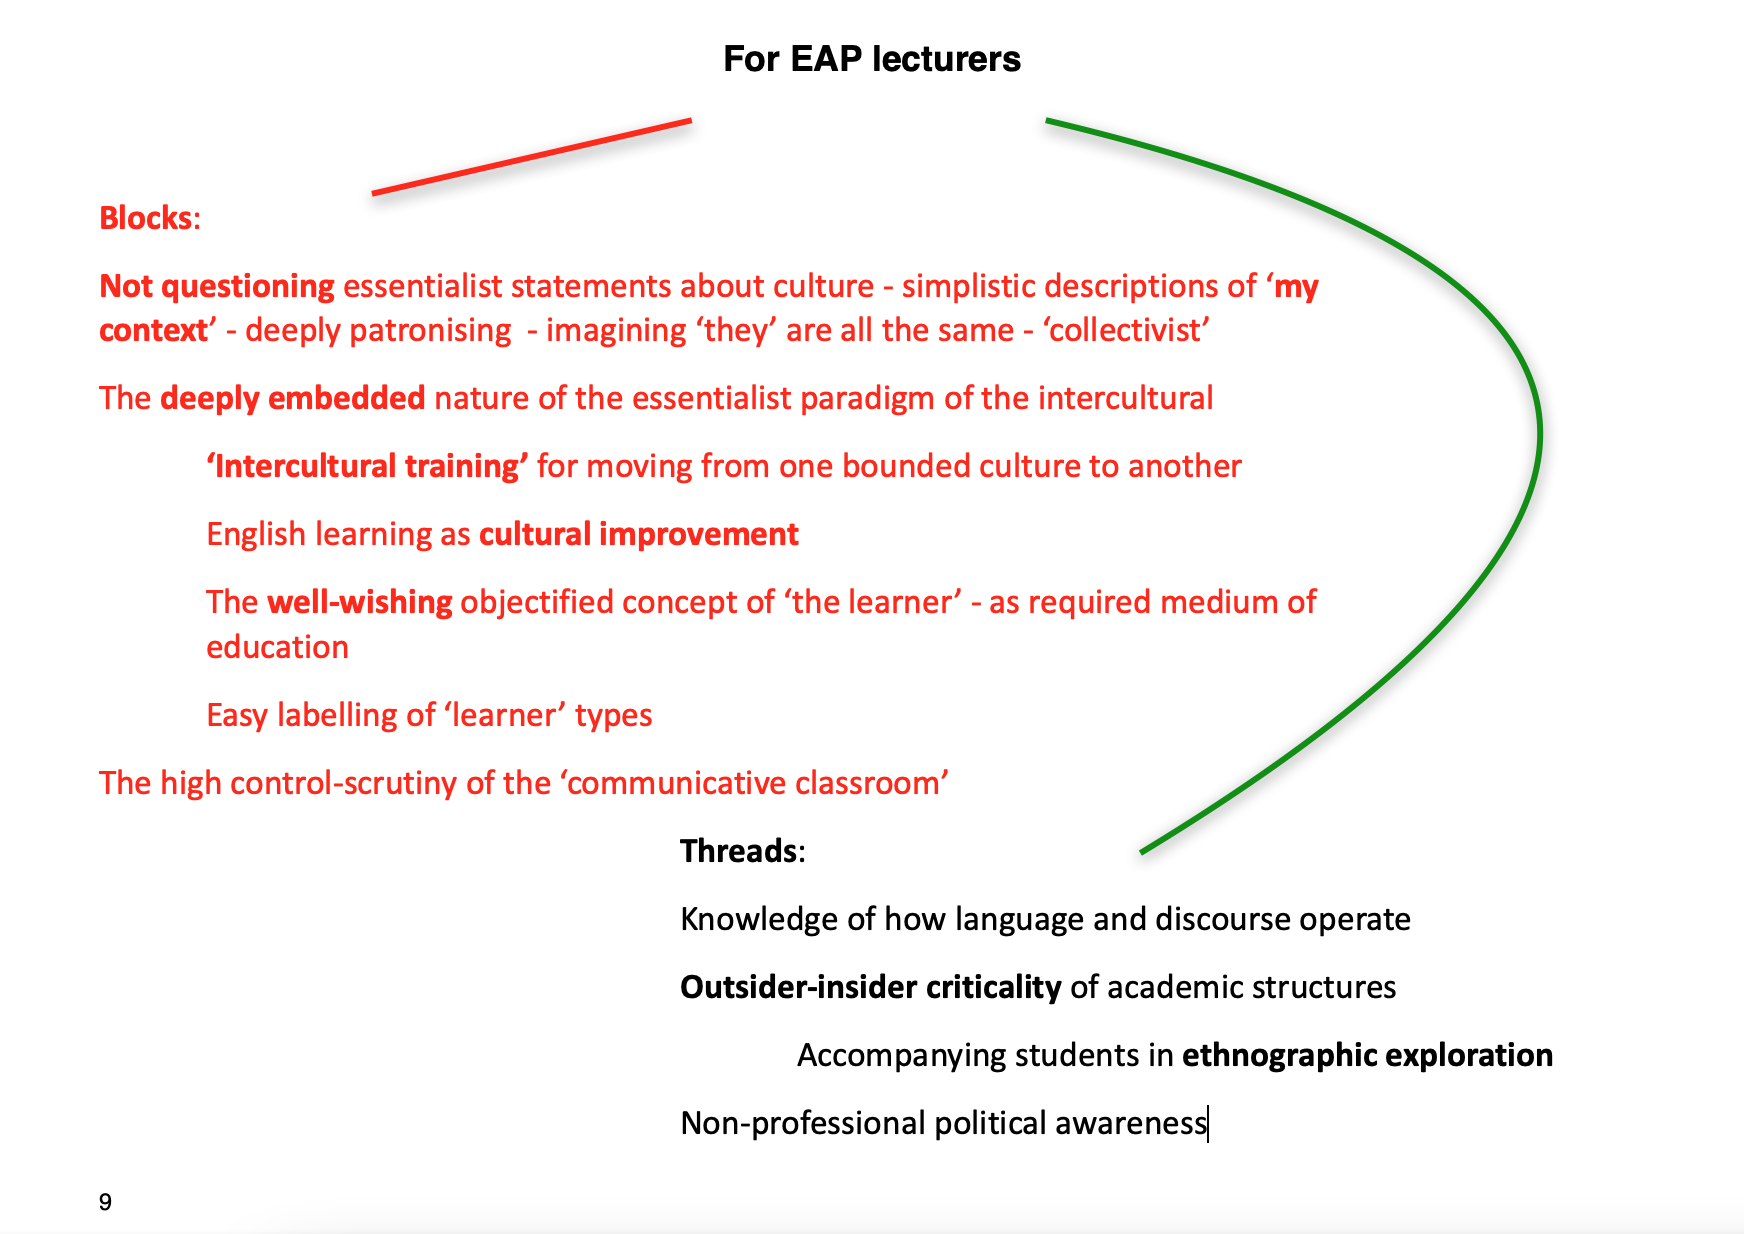 For EAP lecturers
Blocks:
Not questioning essentialist statements about culture - simplistic descriptions of ‘my
context’ - deeply patronising  - imagining ‘they’ are all the same - ‘collectivist’
The deeply embedded nature of the essentialist paradigm of the intercultural
‘Intercultural training’ for moving from one bounded culture to another
English learning as cultural improvement
The well-wishing objectified concept of ‘the learner’ - as required medium of
education
Easy labelling of ‘learner’ types
The high control-scrutiny of the ‘communicative classroom’
Threads:
Knowledge of how language and discourse operate
Outsider-insider criticality of academic structures
Accompanying students in ethnographic exploration
Non-professional political awareness
9